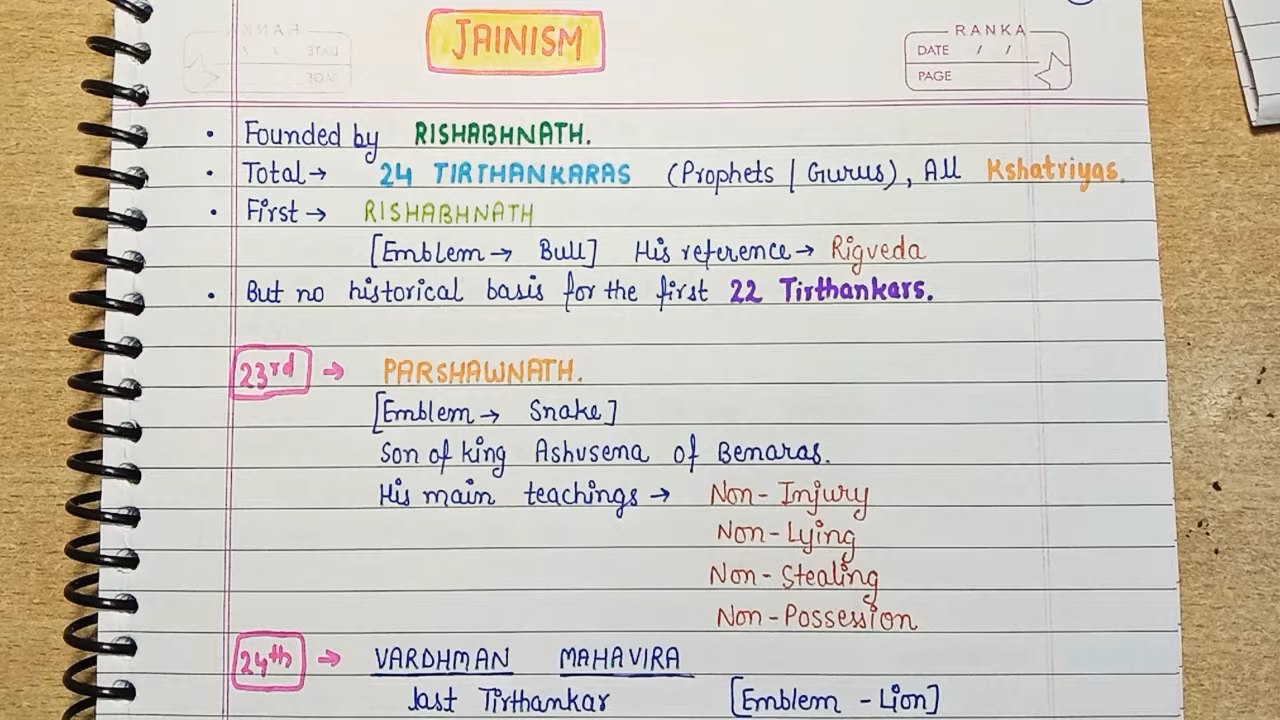 JAINISM
RANKA
DATE / /
PAGE
• Founded by RISHABHNATH.
• Total → 24 TIRTHANKARAS (Prophets | Gurus), All Kshatriyas.
• First → RISHABHNATH
[Emblem → Bull] His reference → Rigveda
• But no historical basis for the first 22 Tirthankars.
23rd → PARSHAWNATH.
[Emblem → Snake]
Son of king Ashusena of Benaras.
His main teachings → Non-Injury
Non-Lying
Non-Stealing
Non-Possession
24th → VARDHMAN MAHAVIRA
last Tirthankar [Emblem - Lion]